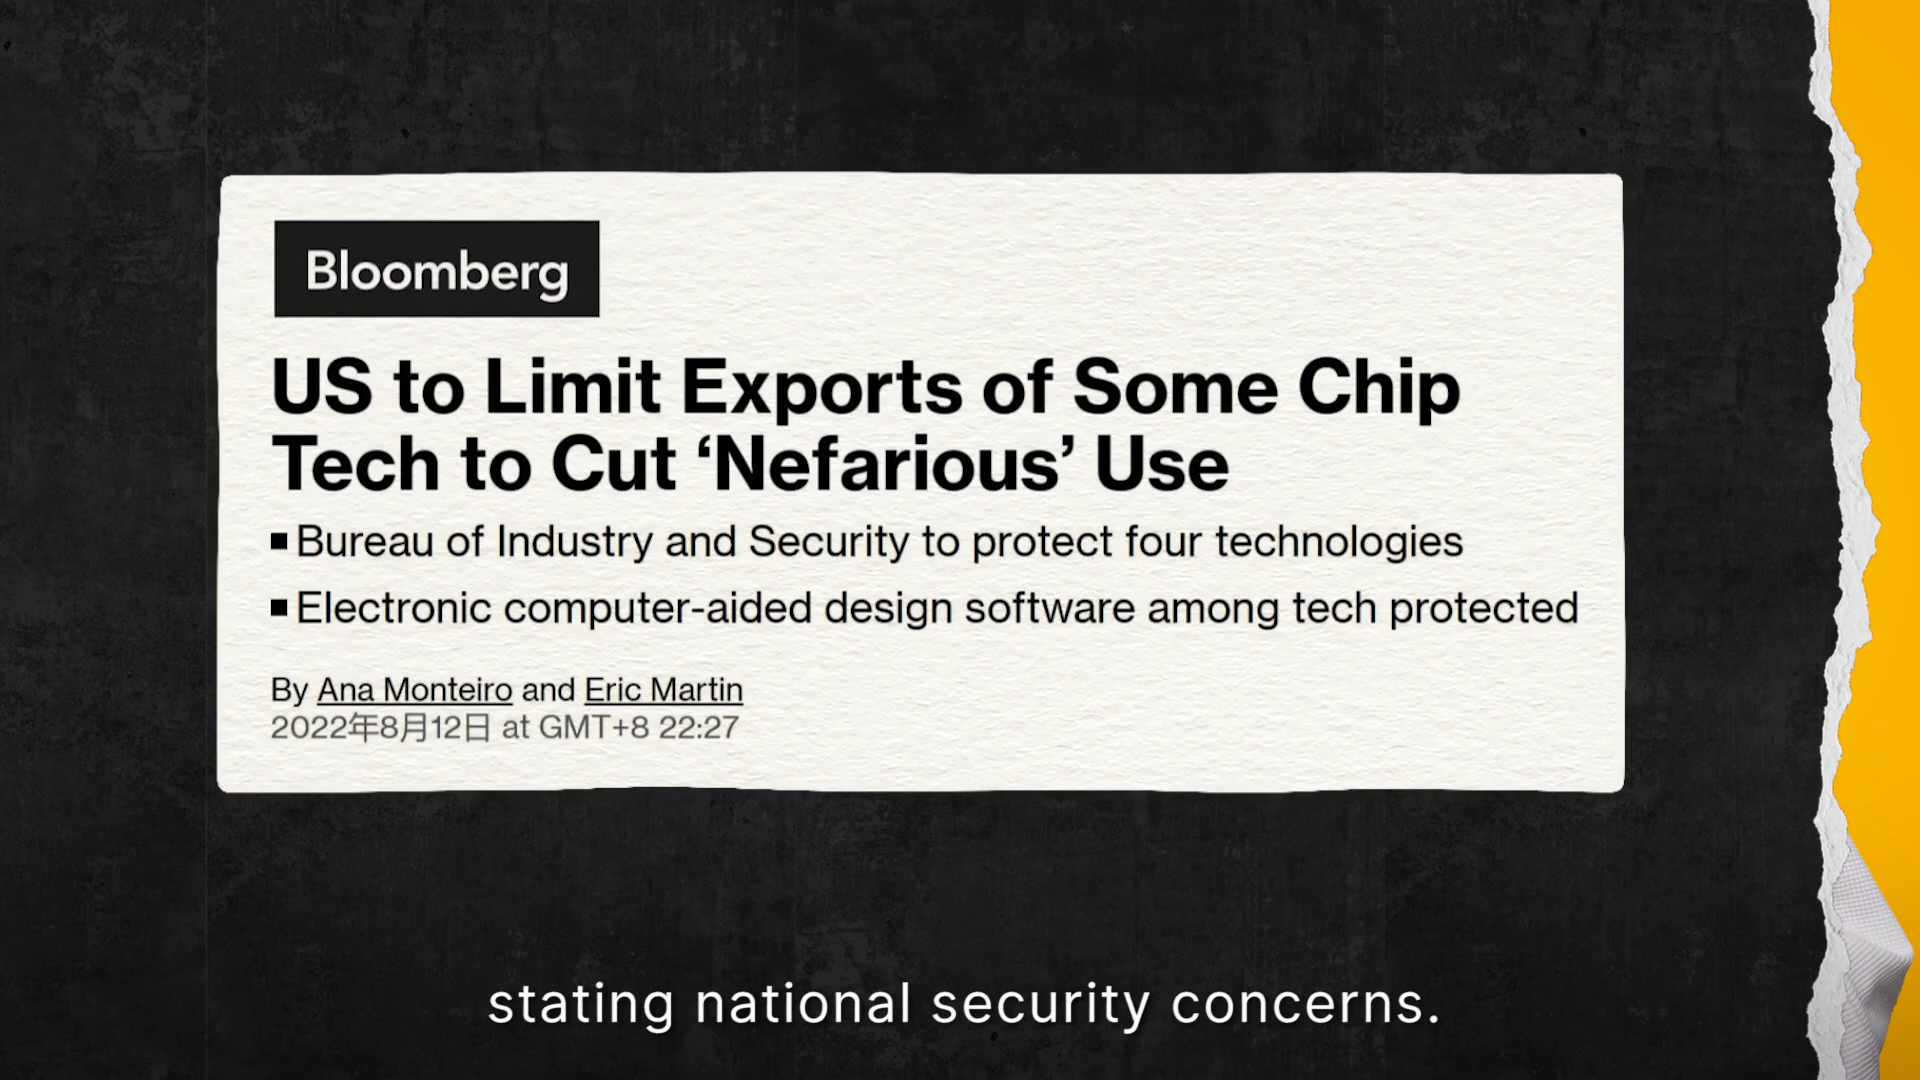 Bloomberg
US to Limit Exports of Some Chip
Tech to Cut ‘Nefarious’ Use
■ Bureau of Industry and Security to protect four technologies
■ Electronic computer-aided design software among tech protected
By Ana Monteiro and Eric Martin
2022年8月12日 at GMT+8 22:27
stating national security concerns.